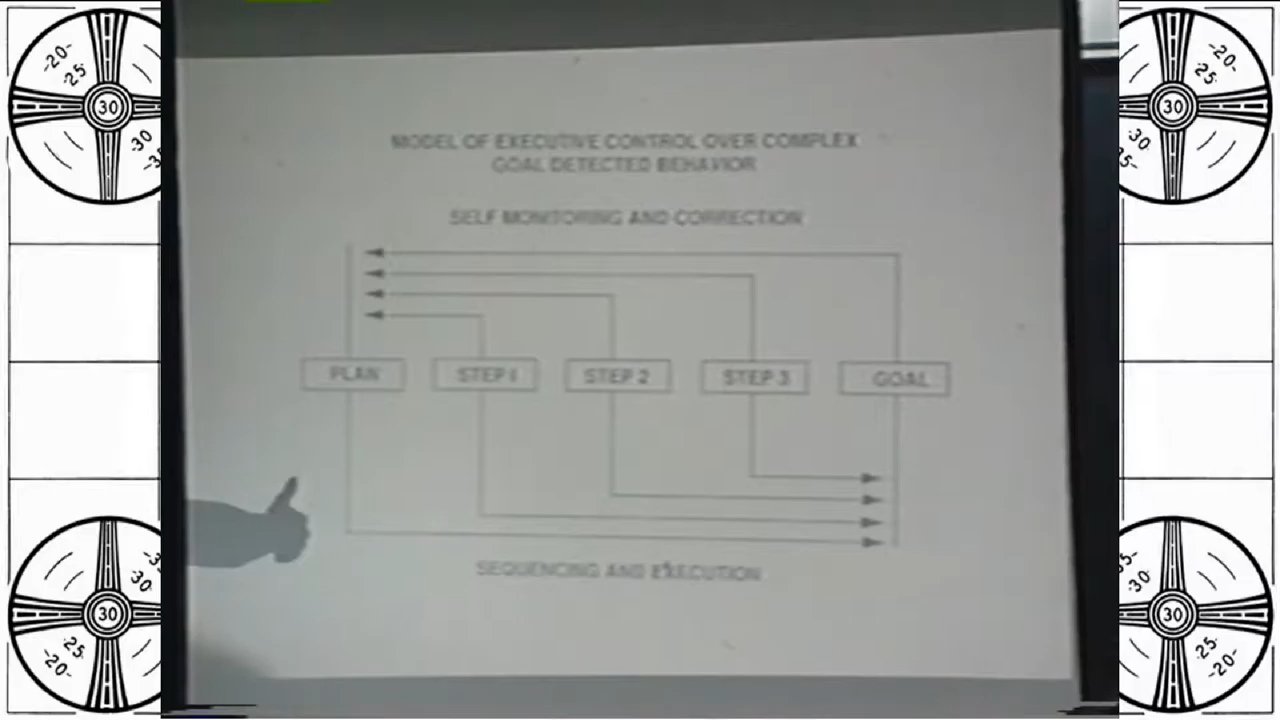 MODEL OF EXECUTIVE CONTROL OVER COMPLEX
GOAL DETECTED BEHAVIOR
SELF MONITORING AND CORRECTION
PLAN
STEP 1
STEP 2
STEP 3
GOAL
SEQUENCING AND EXECUTION
-20-
25
30
30
-20-
25
30
30
30
30
25
-20-
30
30
25
-20-